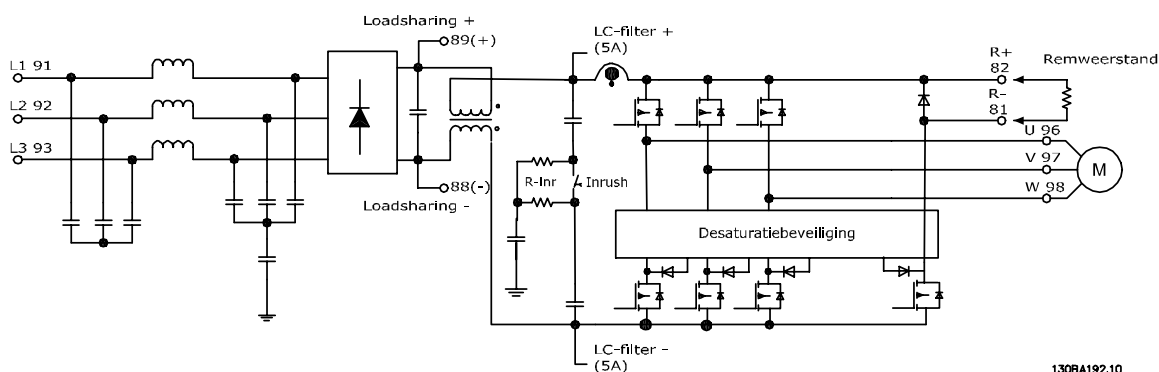 Loadsharing +
89(+)
LC-filter +
(5A)
L1 91
L2 92
L3 93
R+
82
Remweerstand
R-
81
U 96
V 97
W 98
M
R-Inr
Inrush
88(-)
Loadsharing -
Desaturatiebeveiliging
LC-filter -
(5A)
130BA192.10